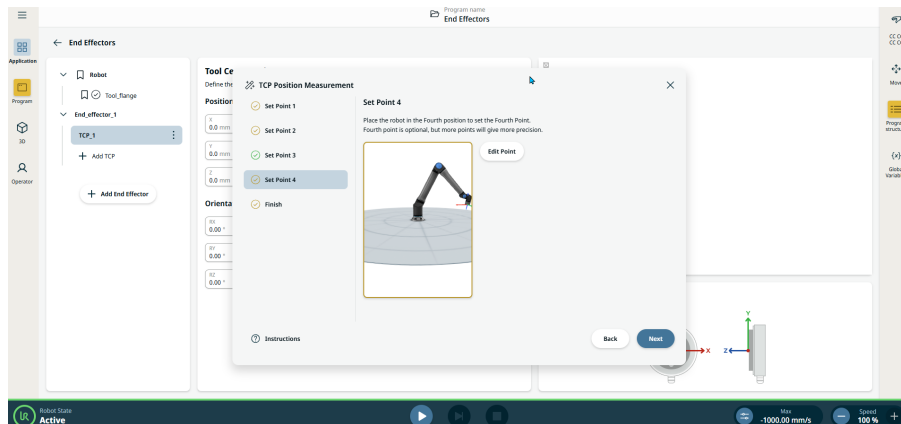 Program name
End Effectors
Application
Program
3D
Operator
End Effectors
Robot
Tool_flange
End_effector_1
TCP_1
Add TCP
Add End Effector
Tool Ce
Define the
Position
X
0.0 mm
Y
0.0 mm
Z
0.0 mm
Orienta
RX
0.00 °
RY
0.00 °
RZ
0.00 °
TCP Position Measurement
Set Point 1
Set Point 2
Set Point 3
Set Point 4
Finish
Instructions
Set Point 4
Place the robot in the Fourth position to set the Fourth Point.
Fourth point is optional, but more points will give more precision.
Edit Point
Back
Next
Y
X
Z
CC O
CC O
Move
Progra
structu
{x}
Global
Variab
Robot State
Active
Max
-1000.00 mm/s
Speed
100 %